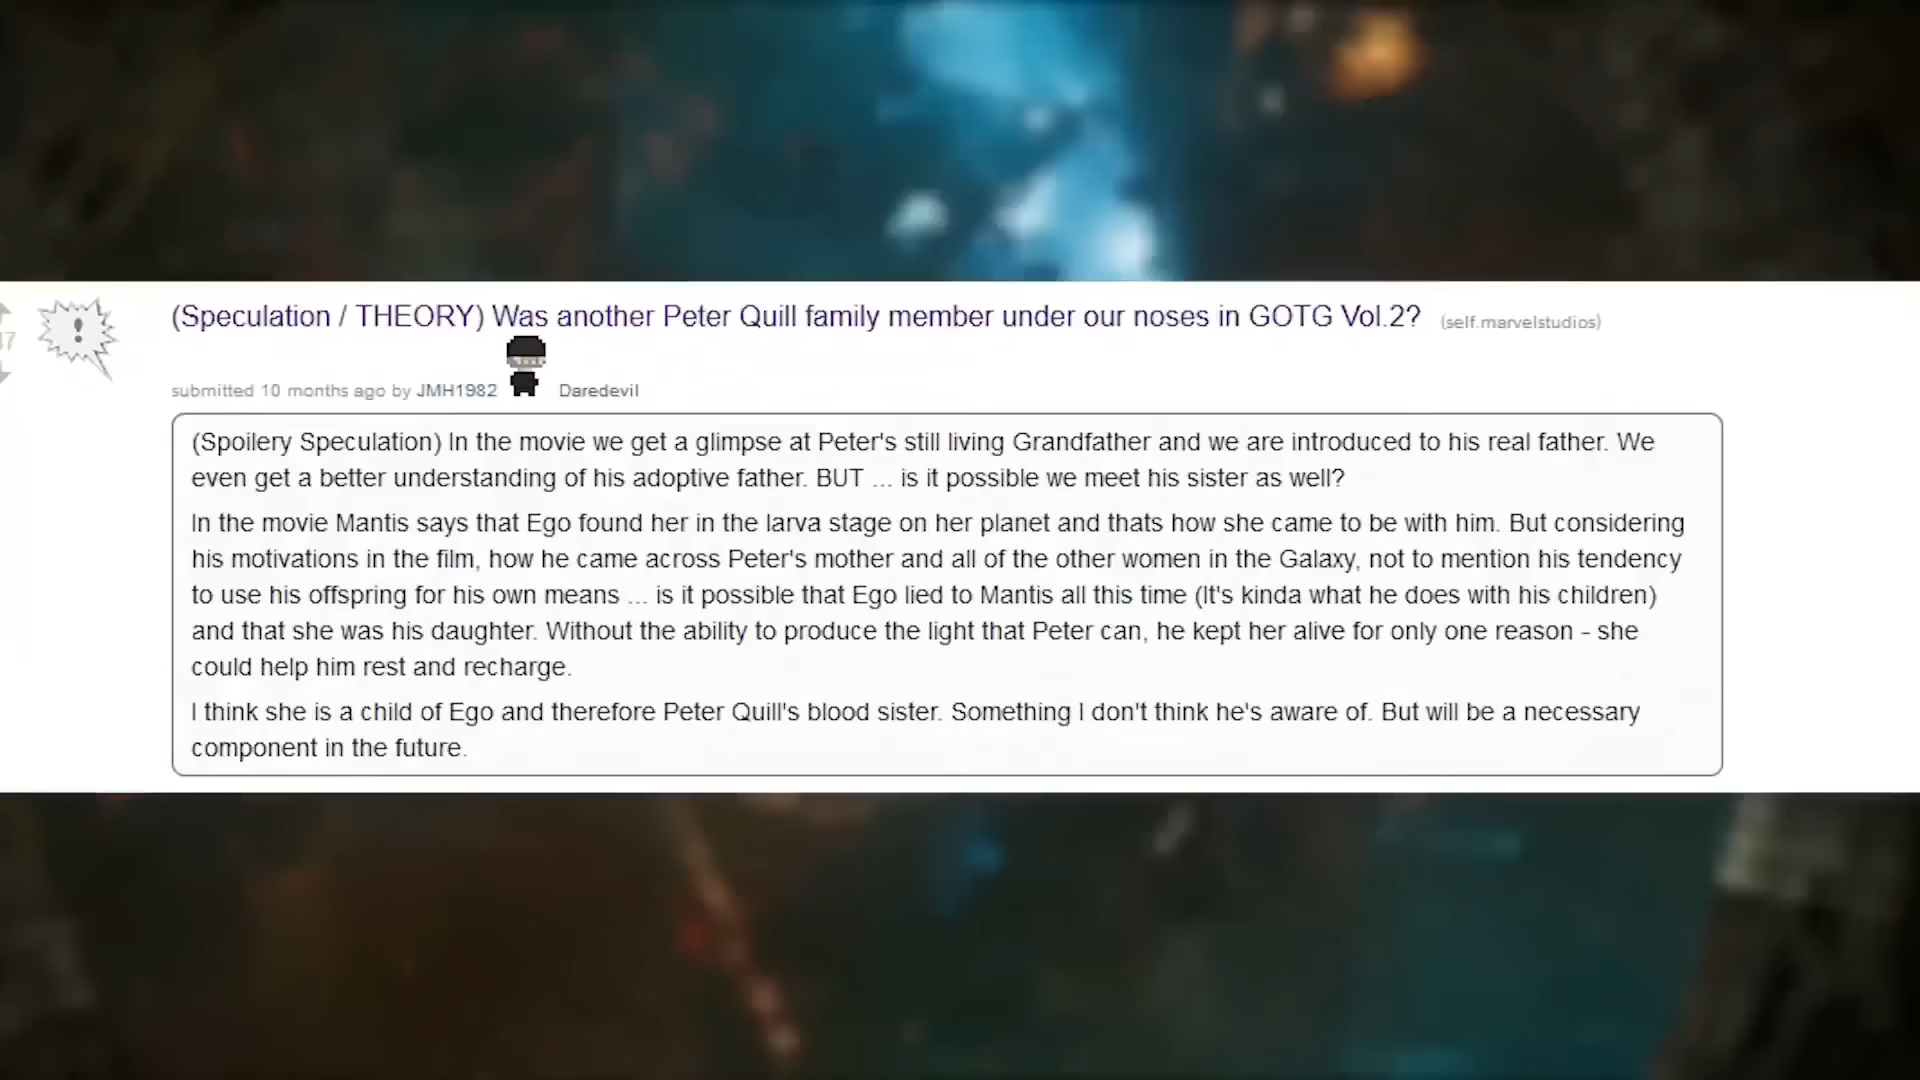 (Speculation / THEORY) Was another Peter Quill family member under our noses in GOTG Vol.2? (self.marvelstudios)
submitted 10 months ago by JMH1982 Daredevil
(Spoilery Speculation) In the movie we get a glimpse at Peter's still living Grandfather and we are introduced to his real father. We
even get a better understanding of his adoptive father. BUT ... is it possible we meet his sister as well?
In the movie Mantis says that Ego found her in the larva stage on her planet and thats how she came to be with him. But considering
his motivations in the film, how he came across Peter's mother and all of the other women in the Galaxy, not to mention his tendency
to use his offspring for his own means ... is it possible that Ego lied to Mantis all this time (It's kinda what he does with his children)
and that she was his daughter. Without the ability to produce the light that Peter can, he kept her alive for only one reason - she
could help him rest and recharge.
I think she is a child of Ego and therefore Peter Quill's blood sister. Something I don't think he's aware of. But will be a necessary
component in the future.